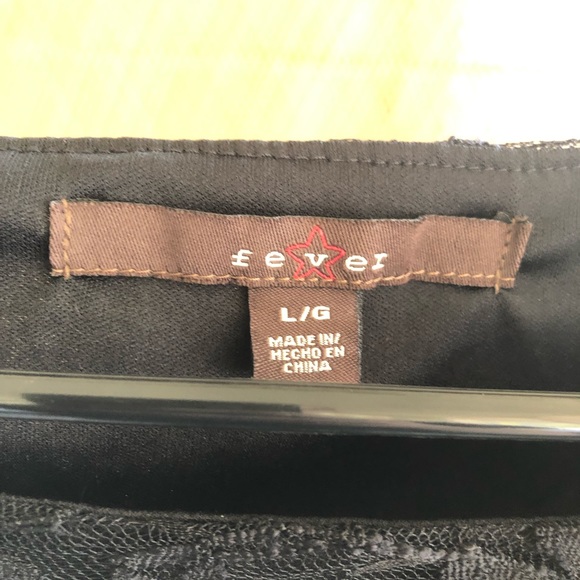 fever
L/G
MADE IN/
HECHO EN
CHINA